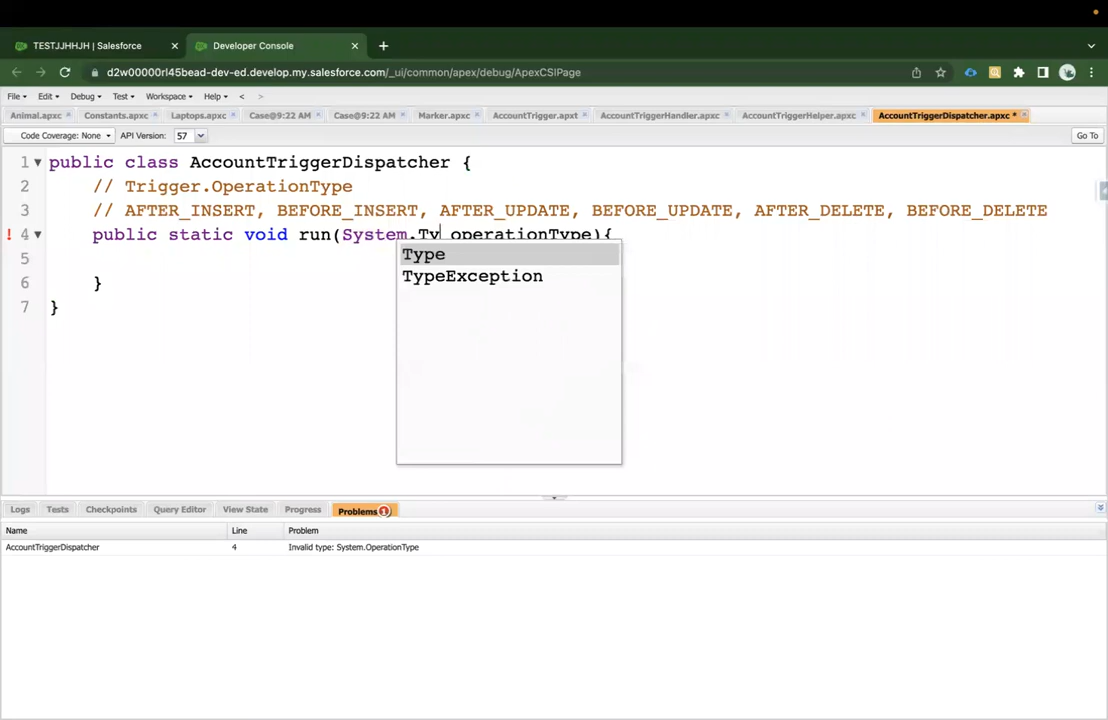 TESTJJHHJH | Salesforce
Developer Console
d2w00000rl45bead-dev-ed.develop.my.salesforce.com/_ui/common/apex/debug/ApexCSIPage
File Edit Debug Test Workspace Help < >
Animal.apxc Constants.apxc Laptops.apxc Case@9:22 AM Case@9:22 AM Marker.apxc AccountTrigger.apxt AccountTriggerHandler.apxc AccountTriggerHelper.apxc AccountTriggerDispatcher.apxc *
Code Coverage: None API Version: 57 Go To
1 public class AccountTriggerDispatcher {
2 // Trigger.OperationType
3 // AFTER_INSERT, BEFORE_INSERT, AFTER_UPDATE, BEFORE_UPDATE, AFTER_DELETE, BEFORE_DELETE
! 4 public static void run(System.Ty operationType){
5
Type
6 }
TypeException
7 }
Logs Tests Checkpoints Query Editor View State Progress Problems 1
Name Line Problem
AccountTriggerDispatcher 4 Invalid type: System.OperationType